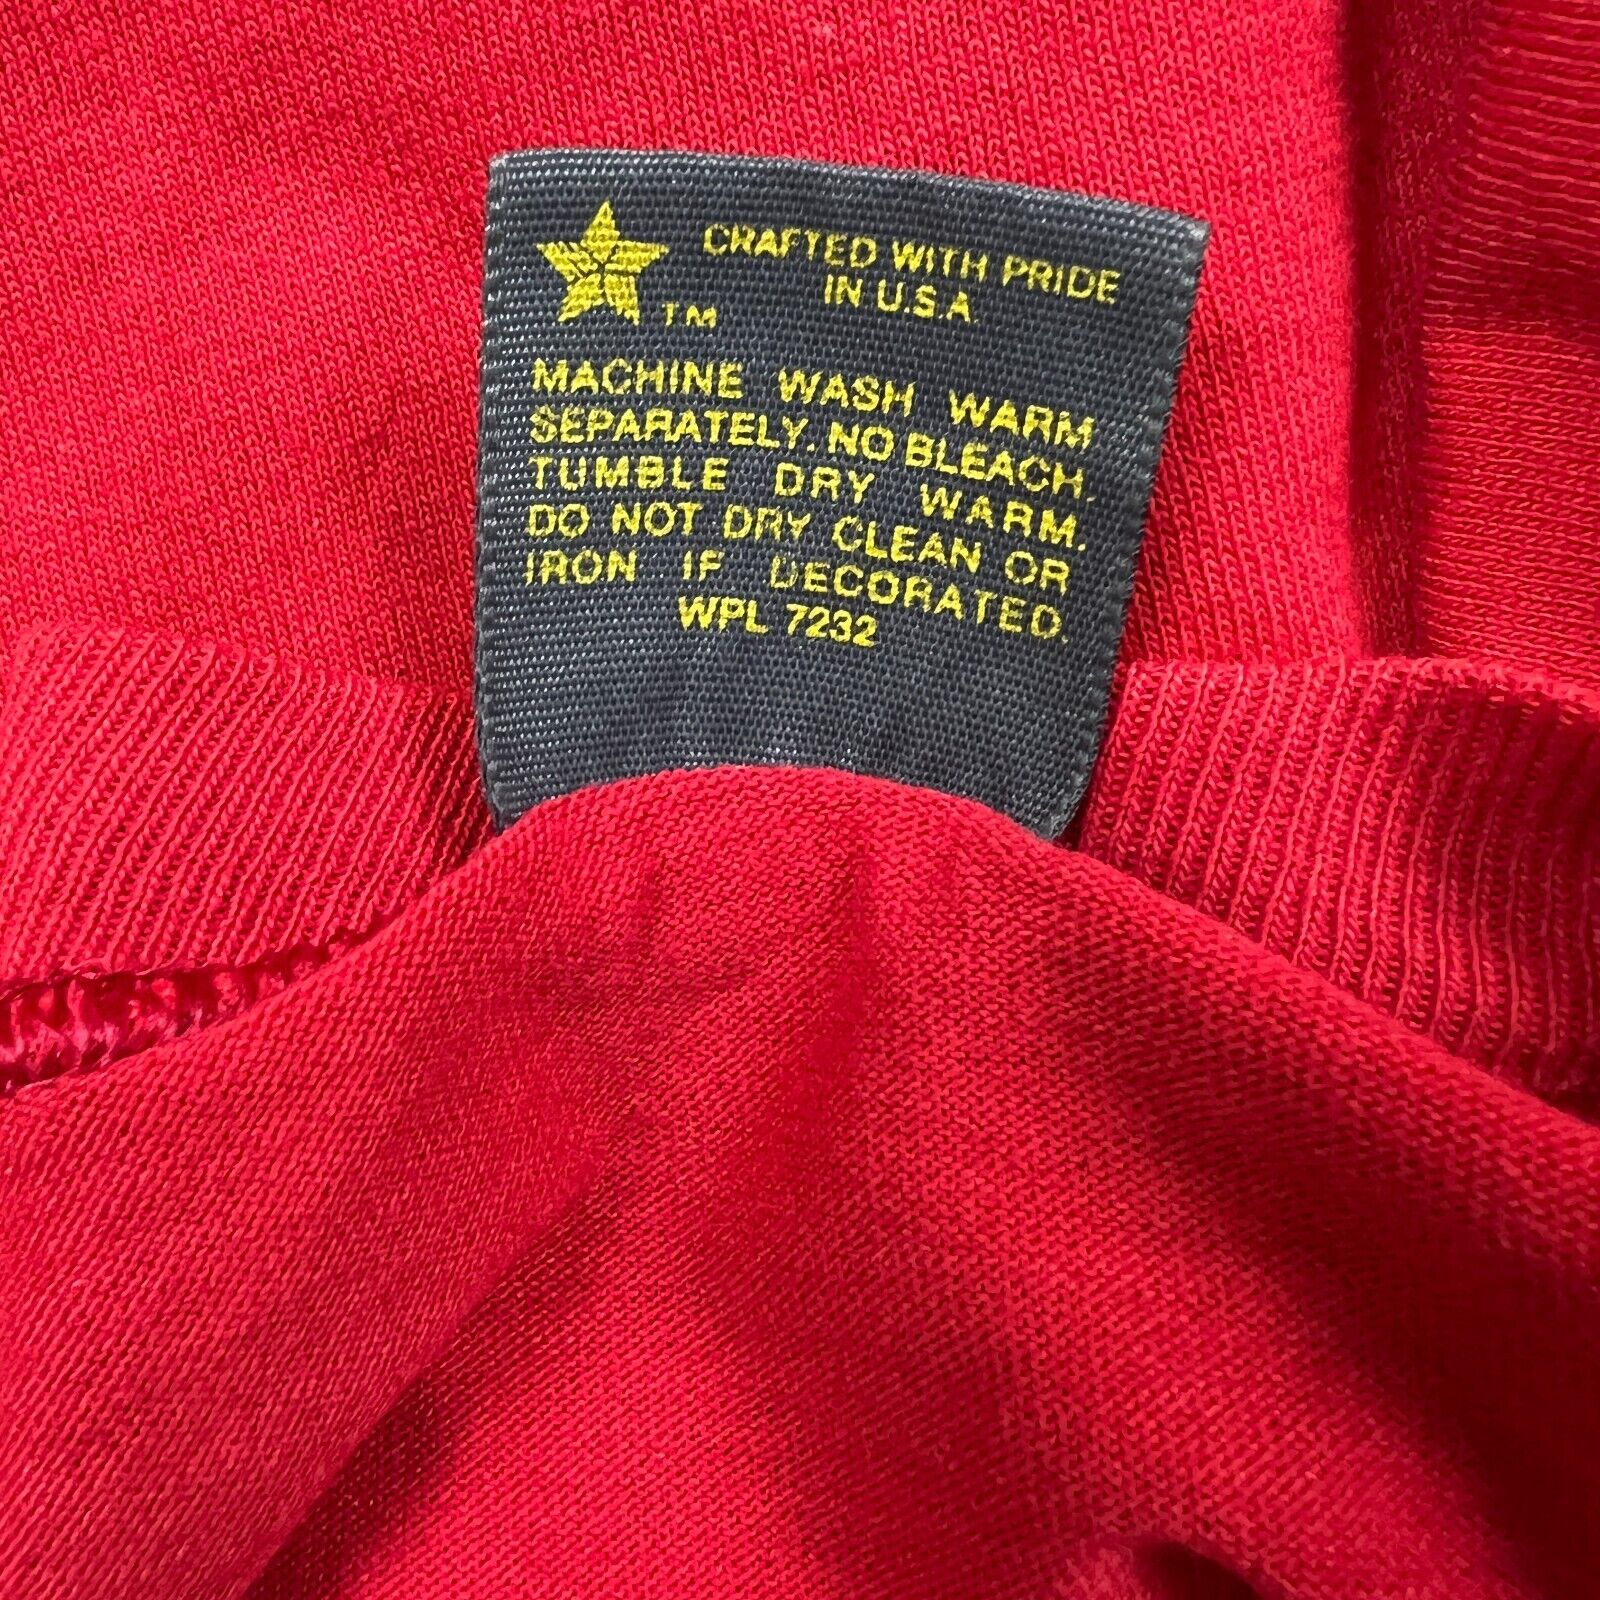 CRAFTED WITH PRIDE
IN U.S.A.
TM
MACHINE WASH WARM
SEPARATELY. NO BLEACH.
TUMBLE DRY WARM.
DO NOT DRY CLEAN OR
IRON IF DECORATED.
WPL 7232